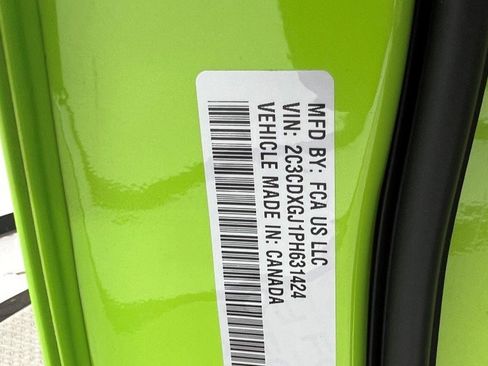 MFD BY: FCA US LLC
VIN: 2C3CDXGJ1PH631424
VEHICLE MADE IN: CANADA